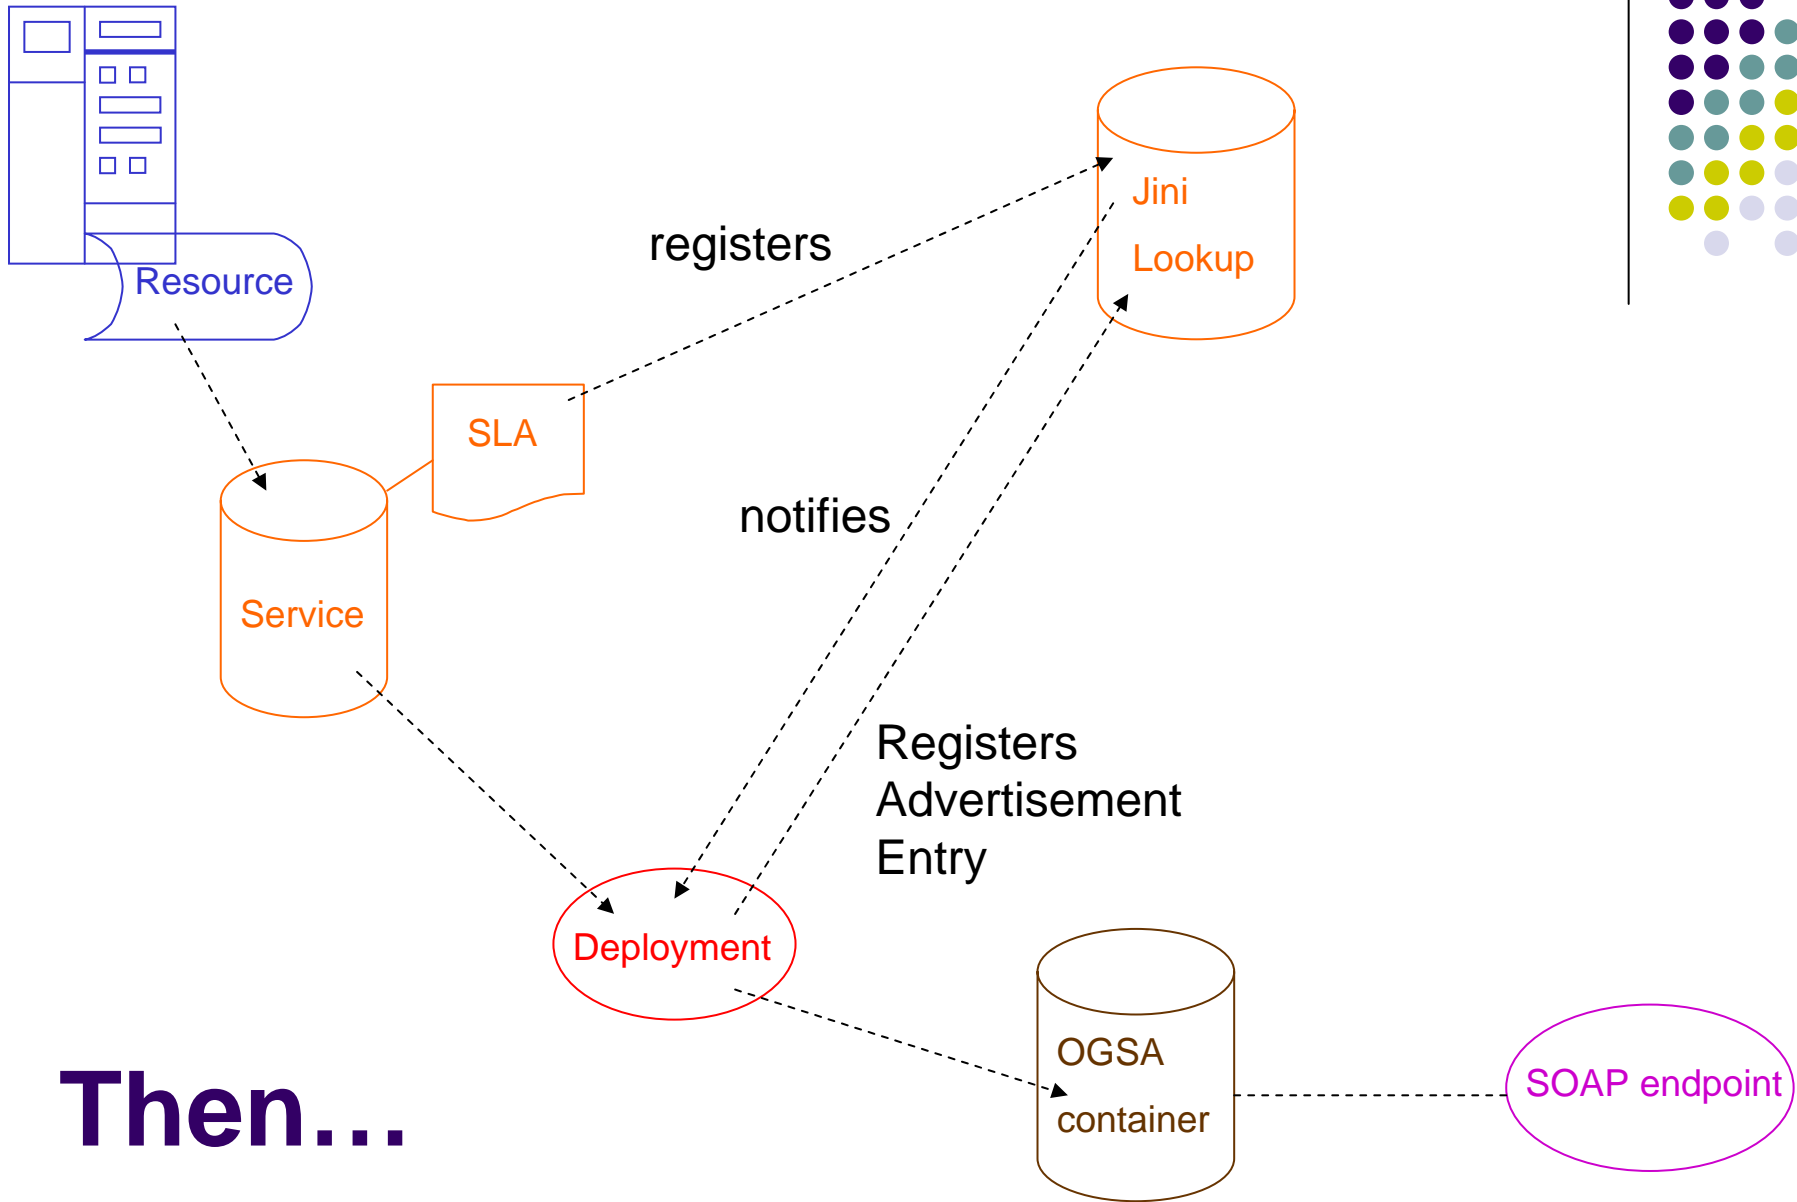 Resource
registers
Jini
Lookup
SLA
notifies
Service
Registers
Advertisement
Entry
Deployment
OGSA
container
SOAP endpoint
Then…